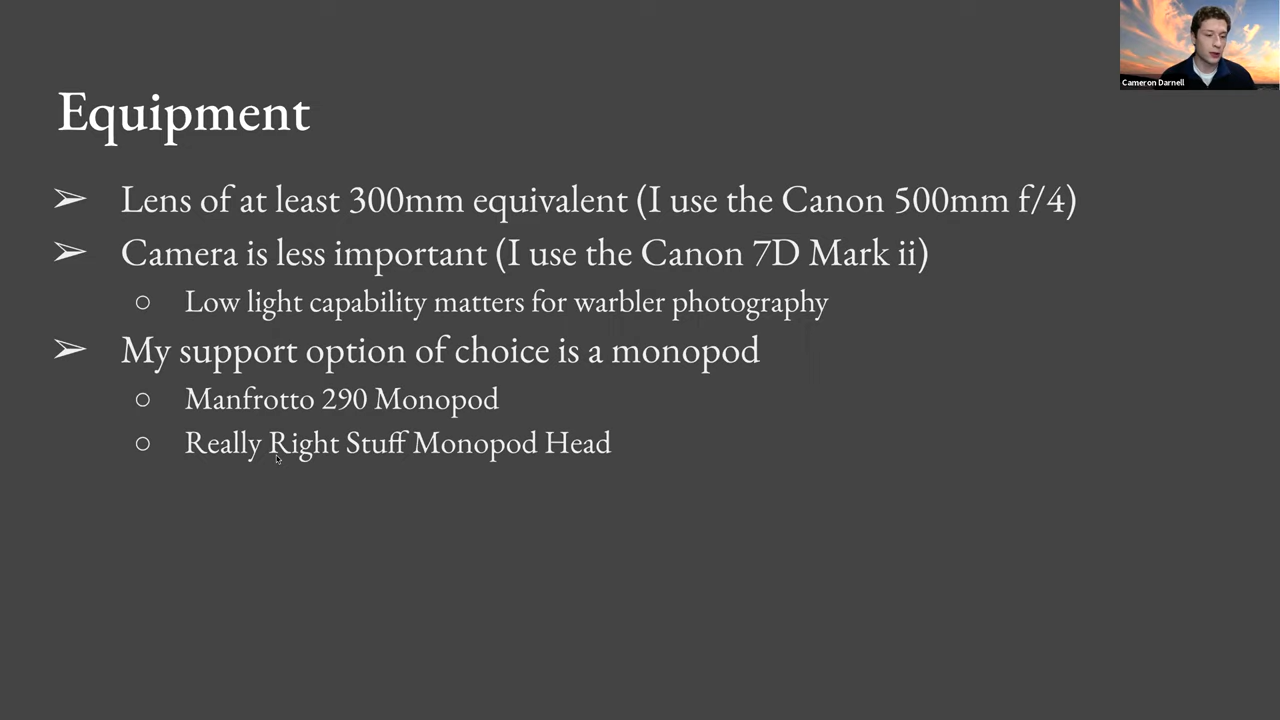 Cameron Darnell
Equipment
➢ Lens of at least 300mm equivalent (I use the Canon 500mm f/4)
➢ Camera is less important (I use the Canon 7D Mark ii)
○ Low light capability matters for warbler photography
➢ My support option of choice is a monopod
○ Manfrotto 290 Monopod
○ Really Right Stuff Monopod Head